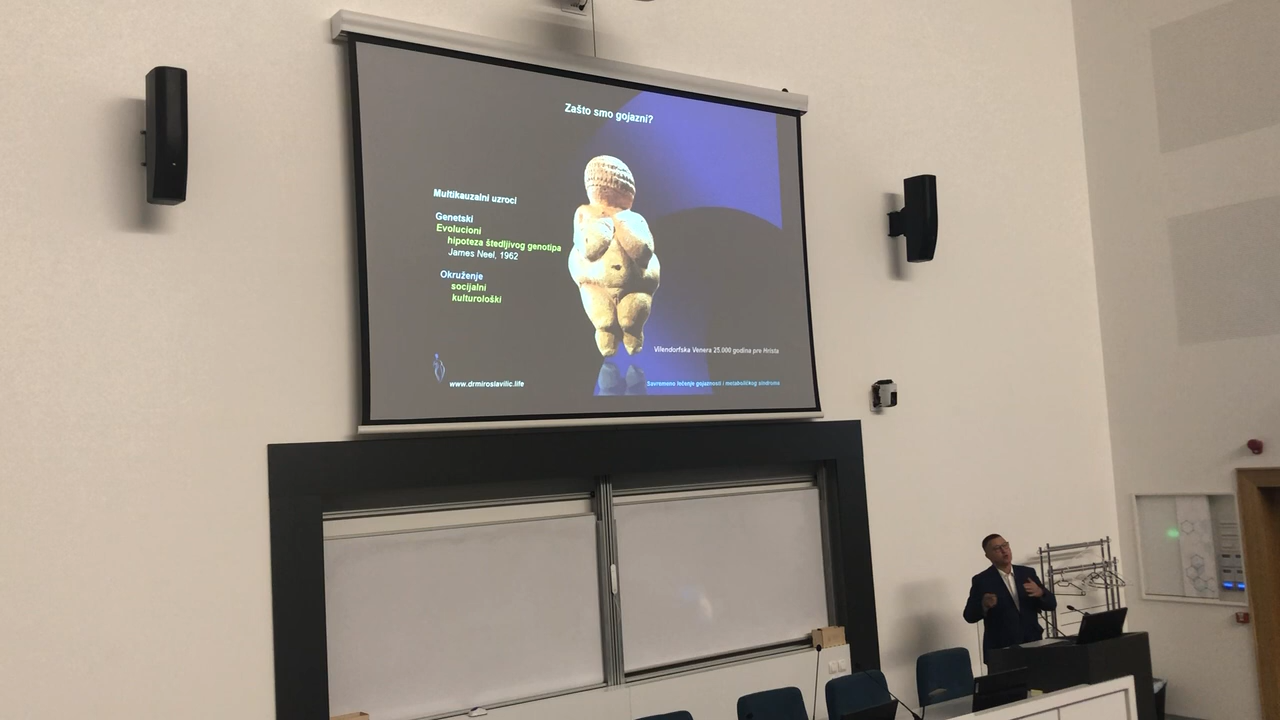 Zašto smo gojazni?
Multikauzalni uzroci
Genetski
Evolucioni
hipoteza štedljivog genotipa
James Neel, 1962
Okruženje
socijalni
kulturološki
Vilendorfska Venera 25.000 godina pre Hrista
www.drmiroslavilic.life
Savremeno lečenje gojaznosti i metaboličkog sindroma